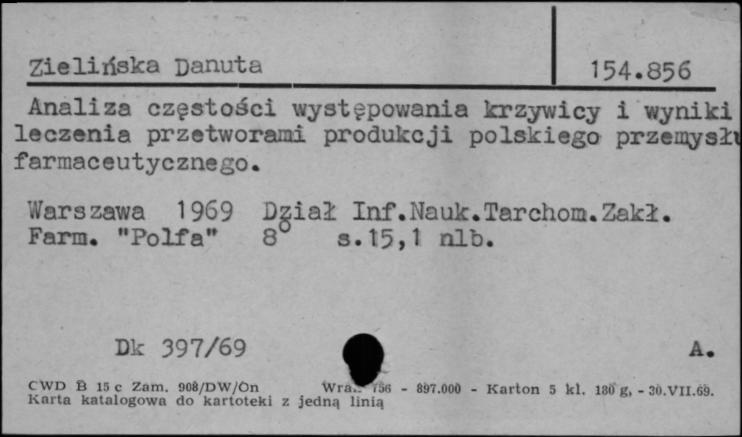 Zielińska Danuta
154.856
Analiza częstości występowania krzywicy i wyniki
leczenia przetworami produkcji polskiego przemysłu
farmaceutycznego.
Warszawa 1969 Dział Inf.Nauk.Tarchom.Zakł.
Farm. "Polfa" 8° s.15,1 nlb.
Dk 397/69
A.
CWD B 15 c Zam. 908/DW/On - 897.000 - Karton 5 kl. 180 g, - 30.VII.69.
Karta katalogowa do kartoteki z jedną linią